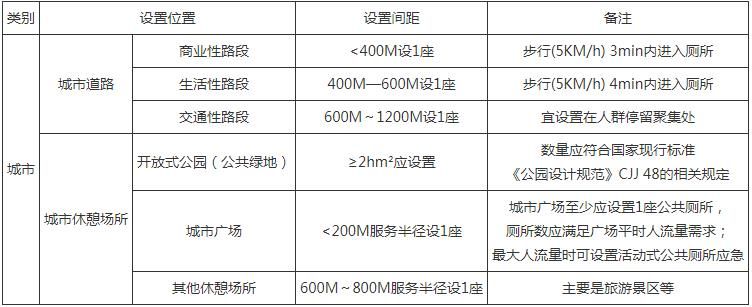 类别 设置位置 设置间距 备注
城市 城市道路 商业性路段 <400M设1座 步行(5KM/h) 3min内进入厕所
生活性路段 400M—600M设1座 步行(5KM/h) 4min内进入厕所
交通性路段 600M～1200M设1座 宜设置在人群停留聚集处
城市休憩场所 开放式公园（公共绿地） ≥2hm²应设置 数量应符合国家现行标准
《公园设计规范》CJJ 48的相关规定
城市广场 <200M服务半径设1座 城市广场至少应设置1座公共厕所，
厕所数应满足广场平时人流量需求；
最大人流量时可设置活动式公共厕所应急
其他休憩场所 600M～800M服务半径设1座 主要是旅游景区等